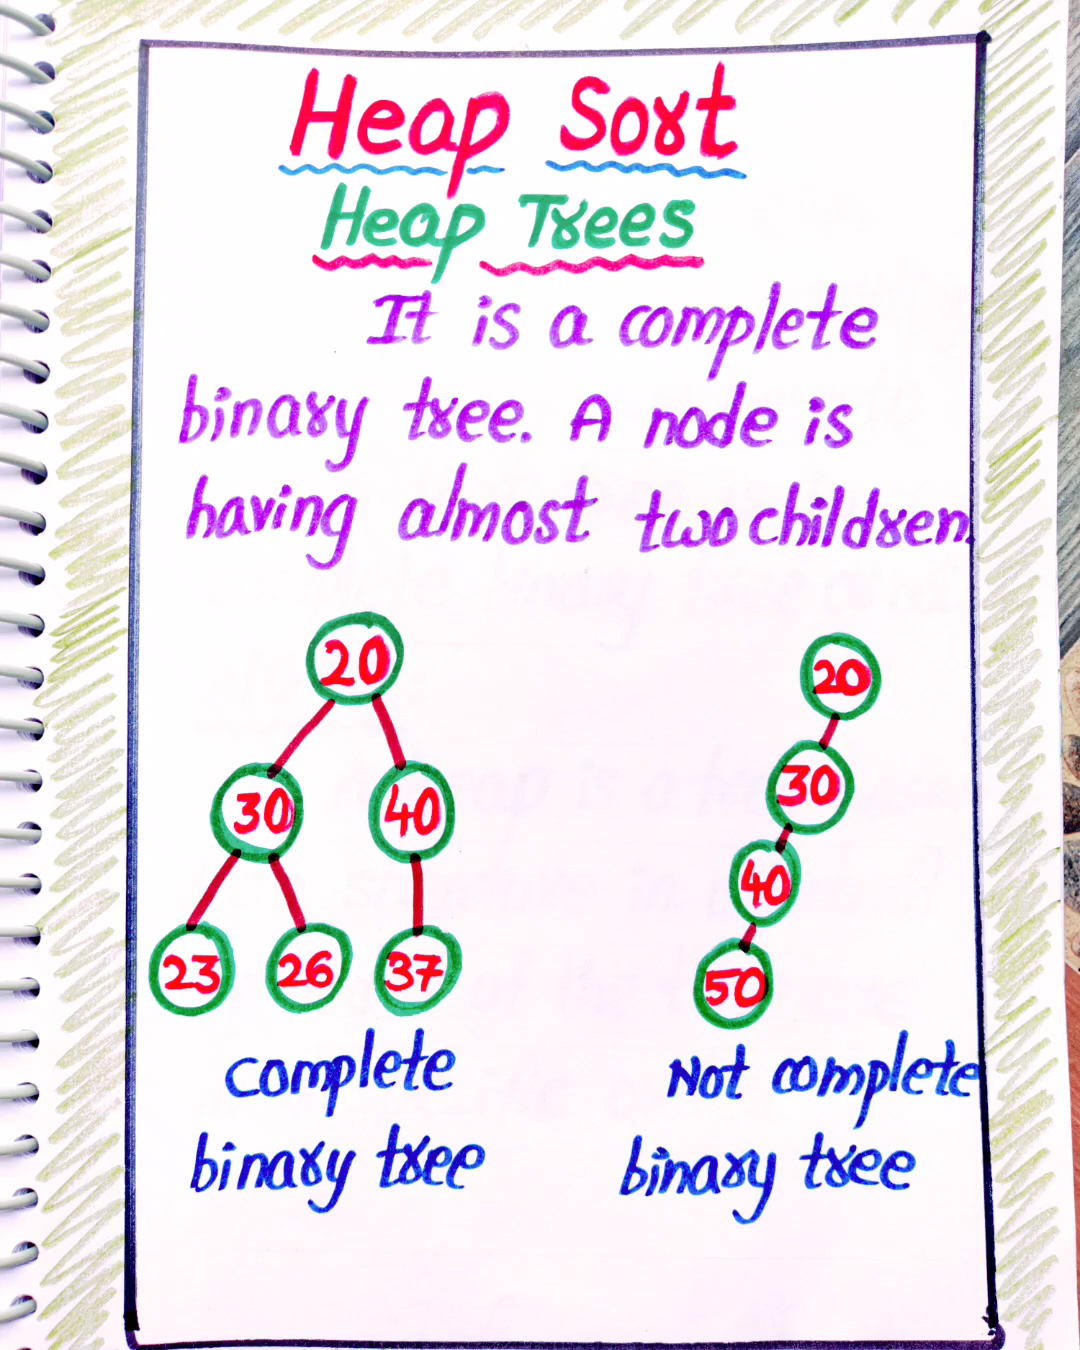 Heap Sort
Heap Trees
It is a complete
binary tree. A node is
having almost two children.
20
20
30
30
40
40
23
26
37
50
complete
Not complete
binary tree
binary tree